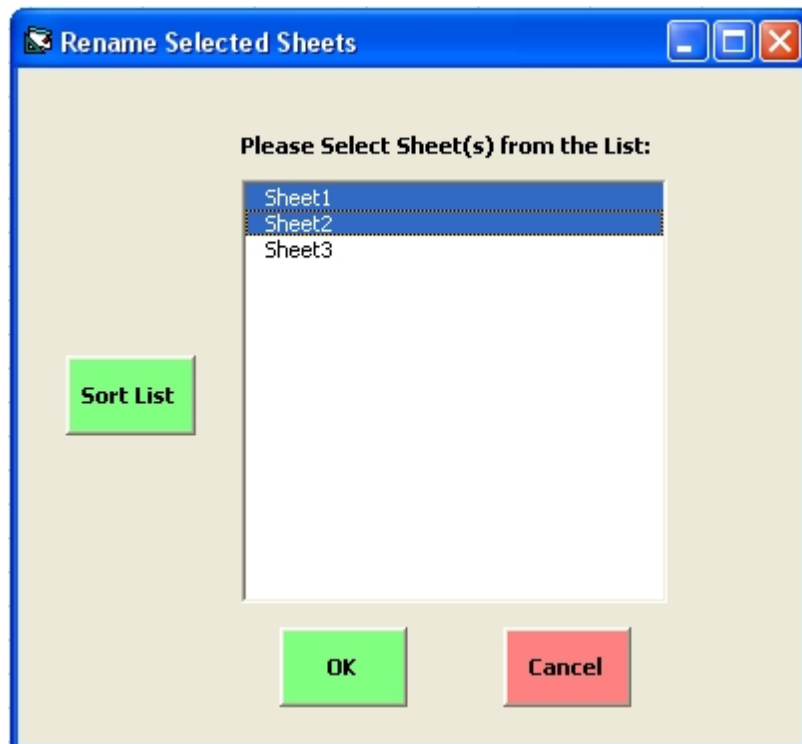 Rename Selected Sheets
Please Select Sheet(s) from the List:
Sheet1
Sheet2
Sheet3
Sort List
OK
Cancel